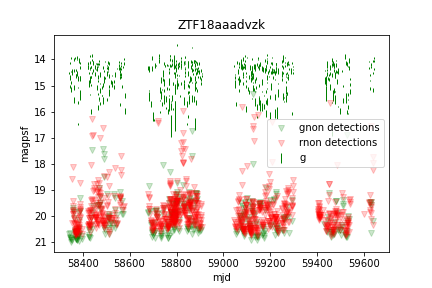 ZTF18aaadvzk
14
15
16
17
18
19
20
21
magpsf
gnon detections
rnon detections
g
58400
58600
58800
59000
59200
59400
59600
mjd